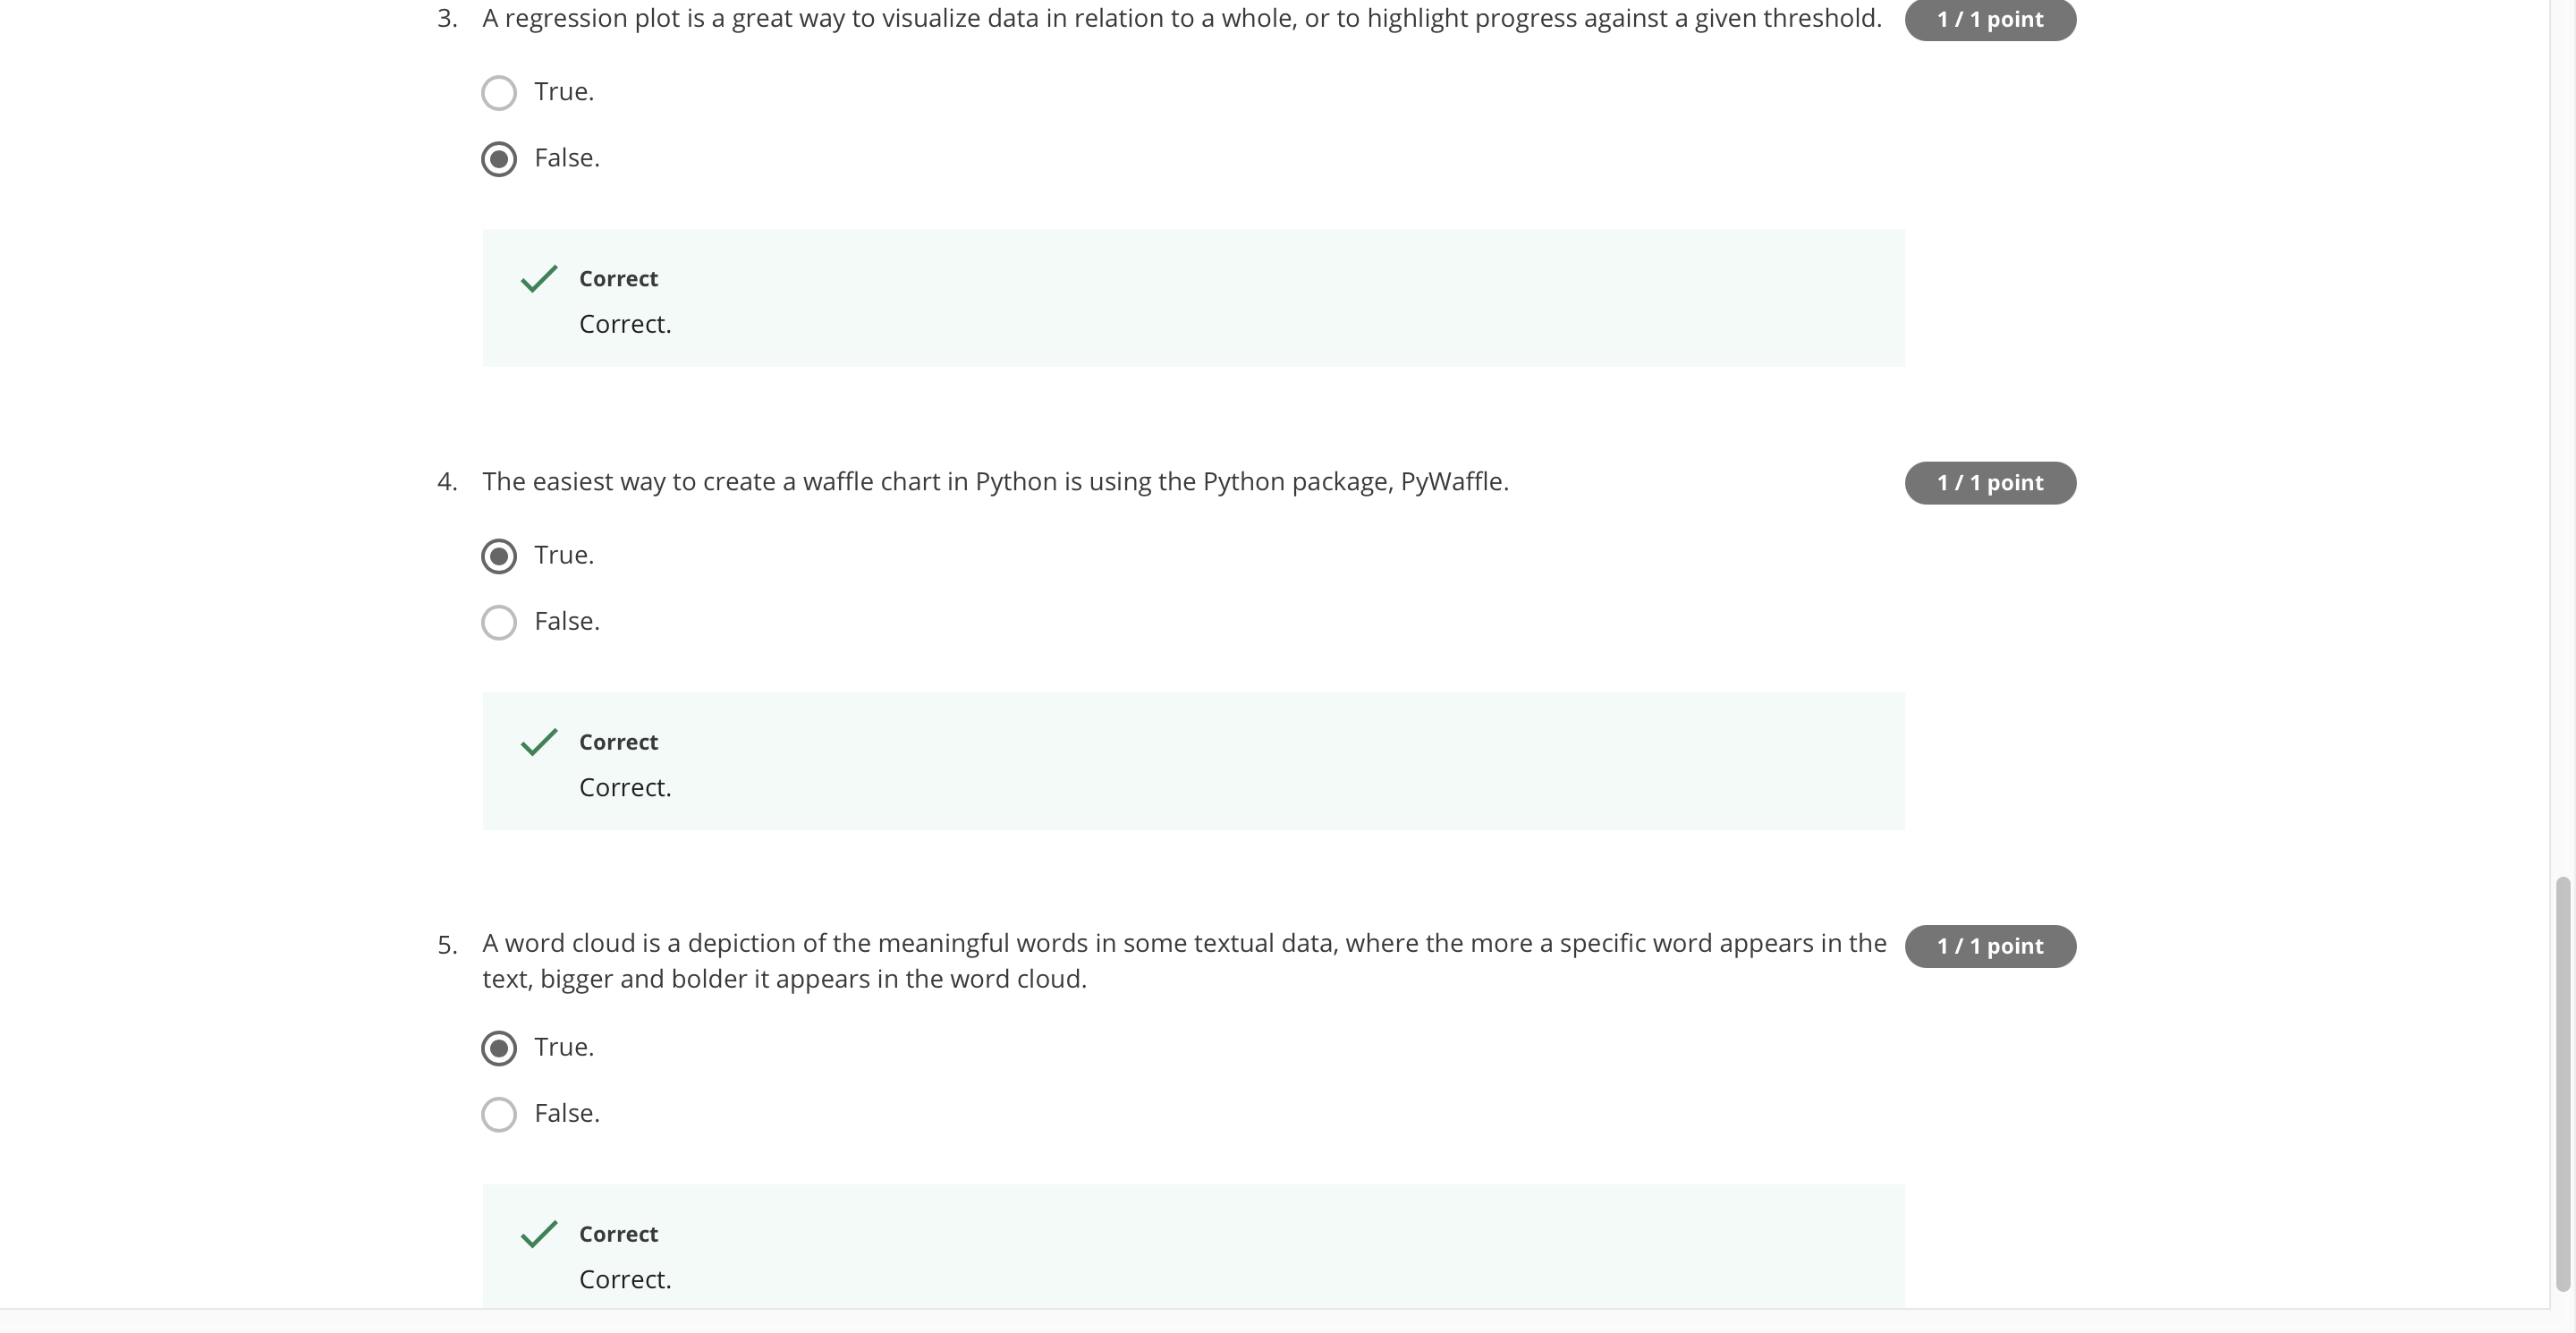 3. A regression plot is a great way to visualize data in relation to a whole, or to highlight progress against a given threshold. 1 / 1 point
True.
False.
Correct
Correct.
4. The easiest way to create a waffle chart in Python is using the Python package, PyWaffle. 1 / 1 point
True.
False.
Correct
Correct.
5. A word cloud is a depiction of the meaningful words in some textual data, where the more a specific word appears in the 1 / 1 point
text, bigger and bolder it appears in the word cloud.
True.
False.
Correct
Correct.